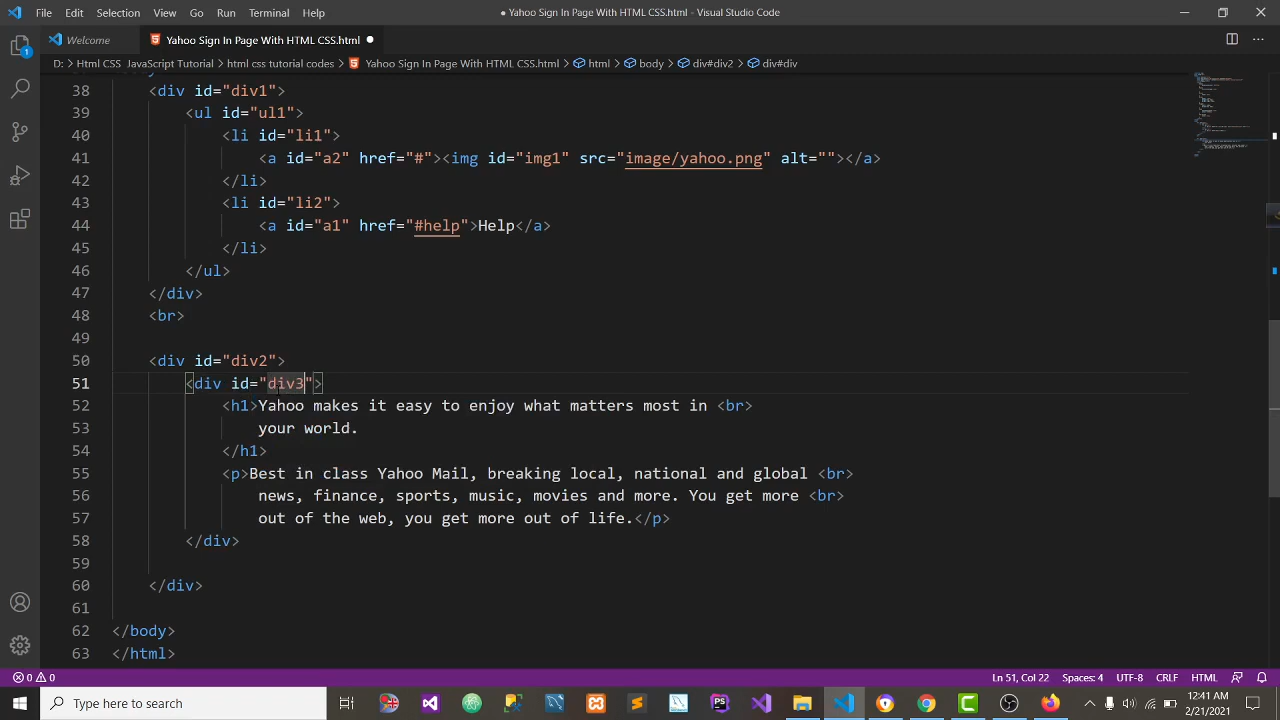 File Edit Selection View Go Run Terminal Help
● Yahoo Sign In Page With HTML CSS.html - Visual Studio Code
Welcome
Yahoo Sign In Page With HTML CSS.html ●
D: > Html CSS JavaScript Tutorial > html css tutorial codes > Yahoo Sign In Page With HTML CSS.html > html > body > div#div2 > div#div
38 <div id="div1">
39 <ul id="ul1">
40 <li id="li1">
41 <a id="a2" href="#"><img id="img1" src="image/yahoo.png" alt=""></a>
42 </li>
43 <li id="li2">
44 <a id="a1" href="#help">Help</a>
45 </li>
46 </ul>
47 </div>
48 <br>
49
50 <div id="div2">
51 <div id="div3">
52 <h1>Yahoo makes it easy to enjoy what matters most in <br>
53 your world.
54 </h1>
55 <p>Best in class Yahoo Mail, breaking local, national and global <br>
56 news, finance, sports, music, movies and more. You get more <br>
57 out of the web, you get more out of life.</p>
58 </div>
59
60 </div>
61
62 </body>
63 </html>
1
0 0
Ln 51, Col 22 Spaces: 4 UTF-8 CRLF HTML
Type here to search
PS
C
12:41 AM
2/21/2021